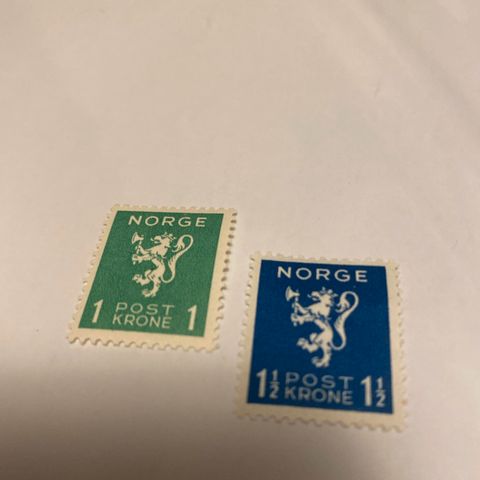 NORGE
1 POST KRONE 1
NORGE
1½ POST KRONE 1½